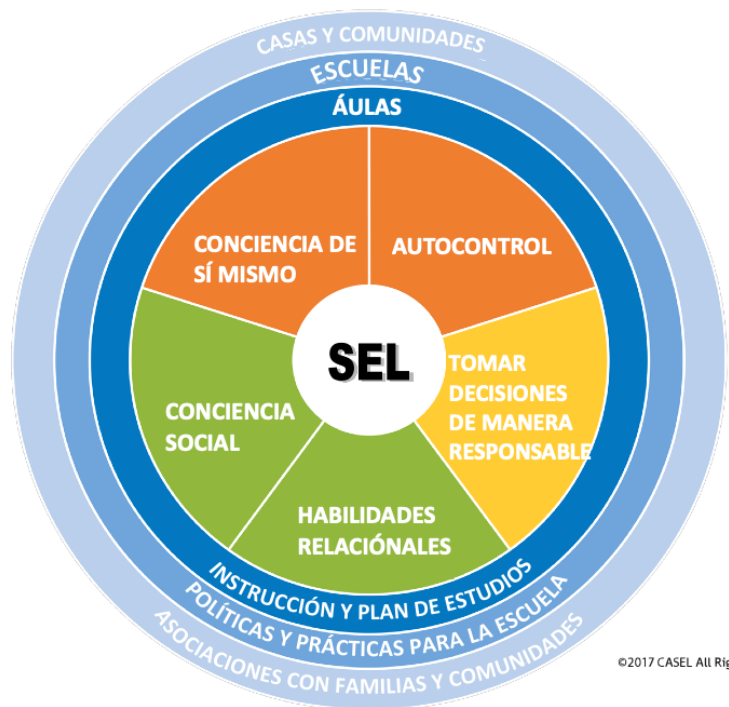 CASAS Y COMUNIDADES
ESCUELAS
ÁULAS
CONCIENCIA DE
SÍ MISMO
AUTOCONTROL
SEL
TOMAR
DECISIONES
DE MANERA
RESPONSABLE
CONCIENCIA
SOCIAL
HABILIDADES
RELACIÓNALES
INSTRUCCIÓN Y PLAN DE ESTUDIOS
POLÍTICAS Y PRÁCTICAS PARA LA ESCUELA
ASOCIACIONES CON FAMILIAS Y COMUNIDADES
©2017 CASEL All Rig